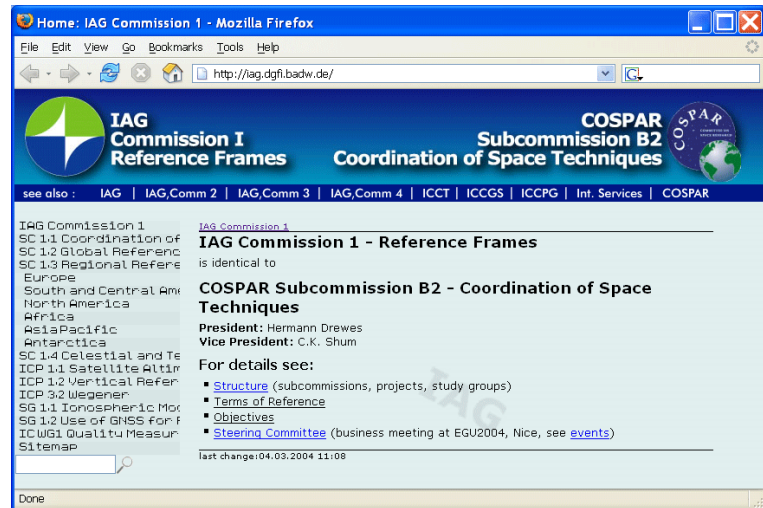 Home: IAG Commission 1 - Mozilla Firefox
File Edit View Go Bookmarks Tools Help
http://iag.dgfi.badw.de/
G
IAG
Commission I
Reference Frames
COSPAR
Subcommission B2
Coordination of Space Techniques
COSPAR
see also : IAG | IAG,Comm 2 | IAG,Comm 3 | IAG,Comm 4 | ICCT | ICCGS | ICCPG | Int. Services | COSPAR
IAG Commission 1
SC 1.1 Coordination of
SC 1.2 Global Referenc
SC 1.3 Regional Refere
Europe
South and Central Ame
North America
Africa
AsiaPacific
Antarctica
SC 1.4 Celestial and Te
ICP 1.1 Satellite Altim
ICP 1.2 Vertical Refer
ICP 3.2 Wegener
SG 1.1 Ionospheric Moc
SG 1.2 Use of GNSS for F
ICWG1 Quality Measur
Sitemap
IAG Commission 1
IAG Commission 1 - Reference Frames
is identical to
COSPAR Subcommission B2 - Coordination of Space
Techniques
President: Hermann Drewes
Vice President: C.K. Shum
For details see:
Structure (subcommissions, projects, study groups)
Terms of Reference
Objectives
Steering Committee (business meeting at EGU2004, Nice, see events)
IAG
last change:04.03.2004 11:08
Done